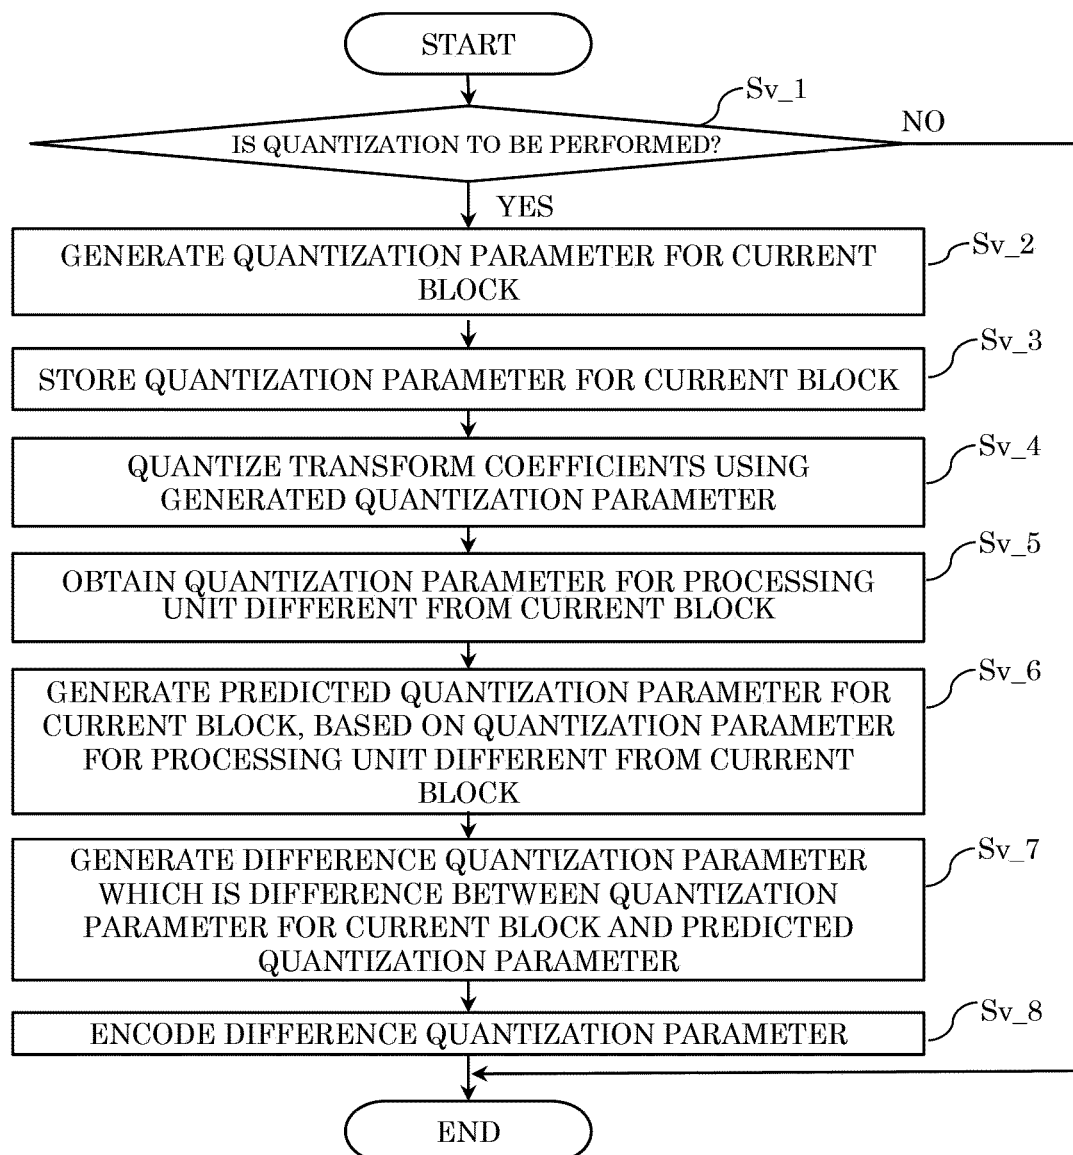 START
Sv_1
IS QUANTIZATION TO BE PERFORMED?
NO
YES
GENERATE QUANTIZATION PARAMETER FOR CURRENT
BLOCK
Sv_2
STORE QUANTIZATION PARAMETER FOR CURRENT BLOCK
Sv_3
QUANTIZE TRANSFORM COEFFICIENTS USING
GENERATED QUANTIZATION PARAMETER
Sv_4
OBTAIN QUANTIZATION PARAMETER FOR PROCESSING
UNIT DIFFERENT FROM CURRENT BLOCK
Sv_5
GENERATE PREDICTED QUANTIZATION PARAMETER FOR
CURRENT BLOCK, BASED ON QUANTIZATION PARAMETER
FOR PROCESSING UNIT DIFFERENT FROM CURRENT
BLOCK
Sv_6
GENERATE DIFFERENCE QUANTIZATION PARAMETER
WHICH IS DIFFERENCE BETWEEN QUANTIZATION
PARAMETER FOR CURRENT BLOCK AND PREDICTED
QUANTIZATION PARAMETER
Sv_7
ENCODE DIFFERENCE QUANTIZATION PARAMETER
Sv_8
END